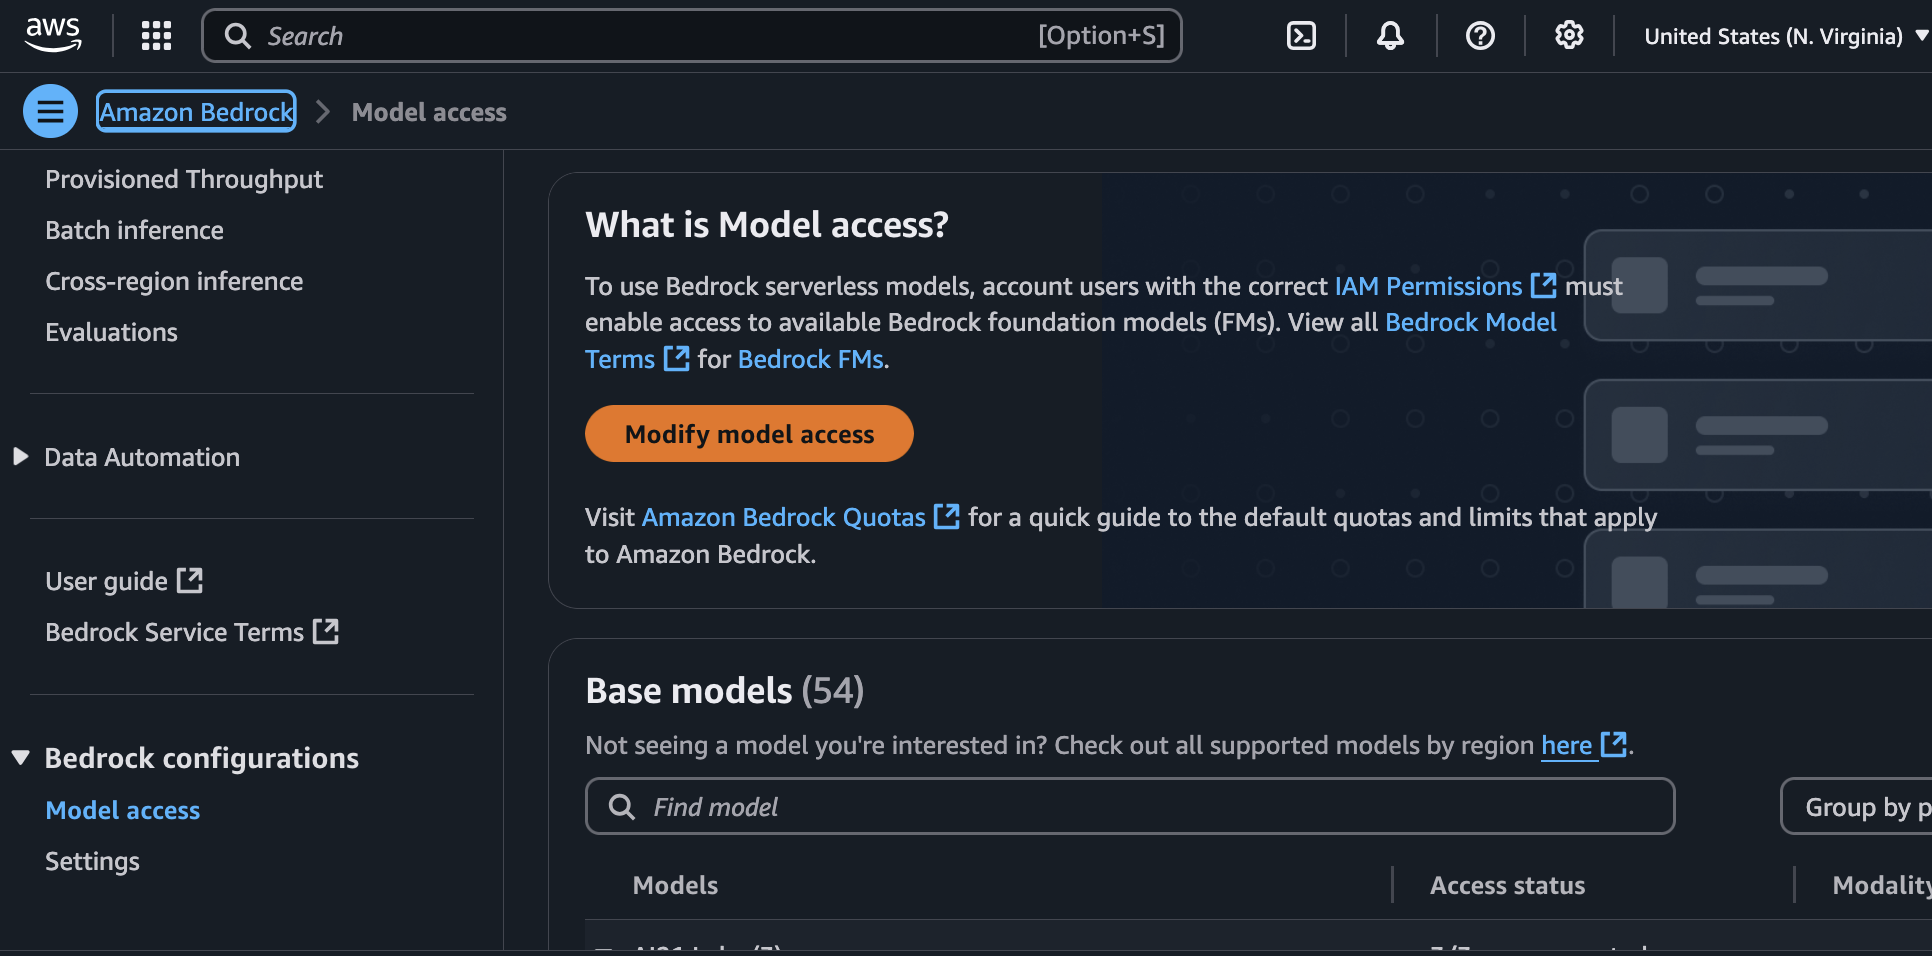 aws
Search
[Option+S]
United States (N. Virginia)
Amazon Bedrock
Model access
Provisioned Throughput
Batch inference
Cross-region inference
Evaluations
Data Automation
User guide
Bedrock Service Terms
Bedrock configurations
Model access
Settings
What is Model access?
To use Bedrock serverless models, account users with the correct IAM Permissions must
enable access to available Bedrock foundation models (FMs). View all Bedrock Model
Terms for Bedrock FMs.
Modify model access
Visit Amazon Bedrock Quotas for a quick guide to the default quotas and limits that apply
to Amazon Bedrock.
Base models (54)
Not seeing a model you're interested in? Check out all supported models by region here.
Find model
Group by p
Models
Access status
Modality